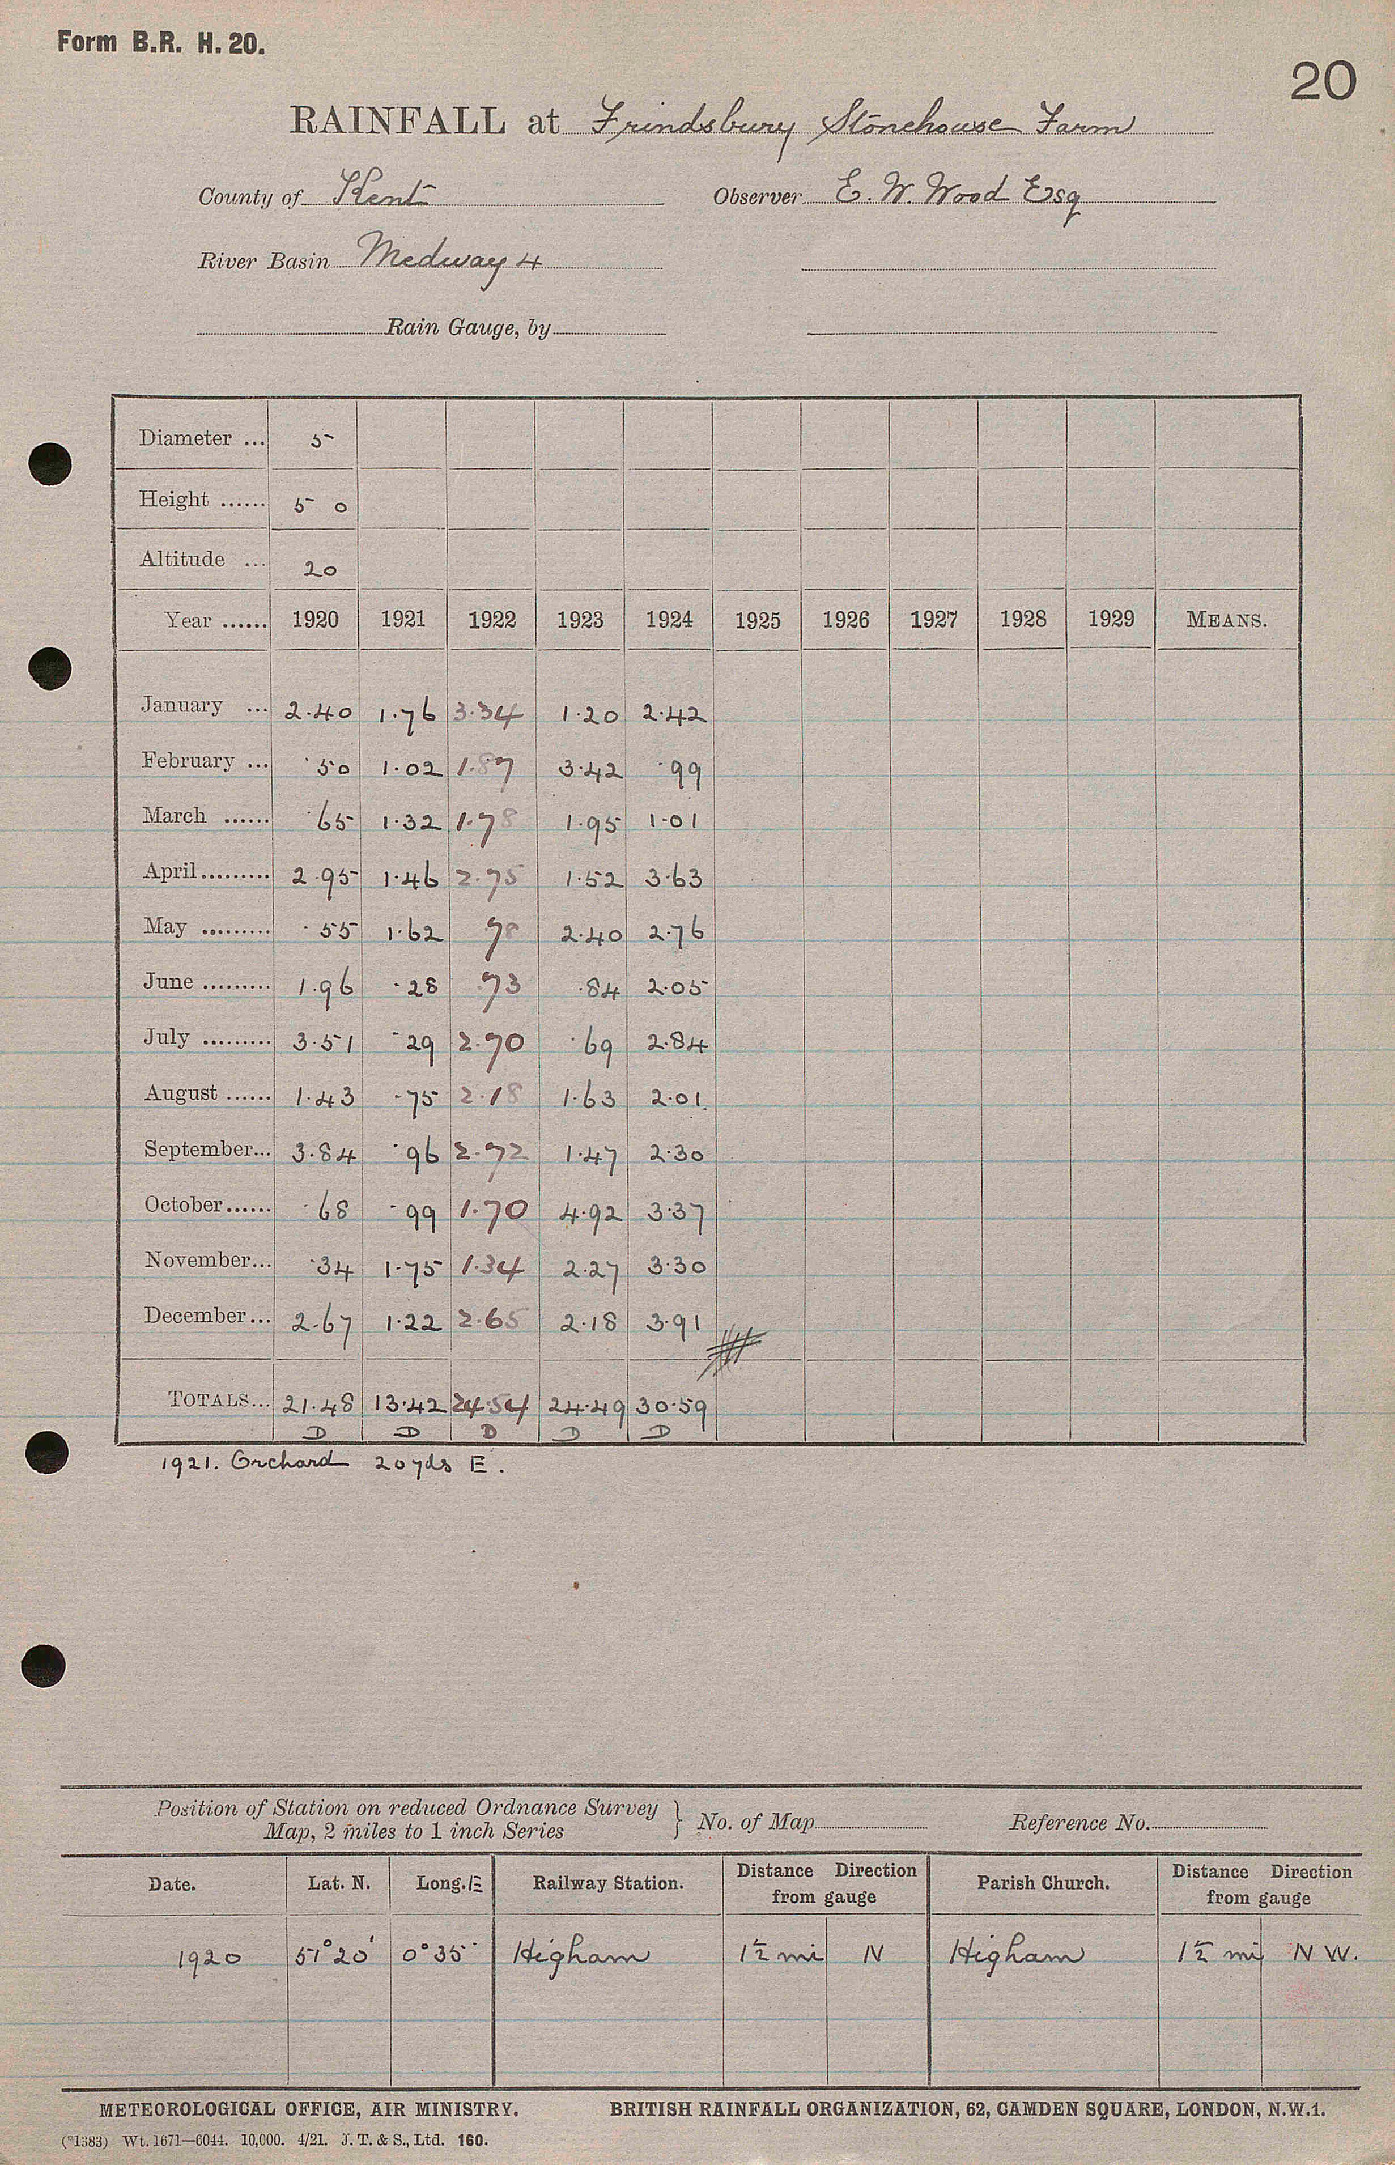 Form B.R. H. 20.
20
RAINFALL at Frindsbury Stonehouse Farm
County of Kent Observer E. W. Wood Esq
River Basin Medway 4
Rain Gauge, by
Diameter ... 5
Height ...... 5 0
Altitude ... 20
Year ...... 1920 1921 1922 1923 1924 1925 1926 1927 1928 1929 MEANS.
January ... 2.40 1.76 3.34 1.20 2.42
February ... .50 1.02 1.87 3.42 .99
March ...... .65 1.32 1.78 1.95 1.01
April......... 2.95 1.46 2.75 1.52 3.63
May ......... .55 1.62 78 2.40 2.76
June ......... 1.96 .28 .73 .84 2.05
July ......... 3.51 .29 2.70 .69 2.84
August ...... 1.43 .75 2.18 1.63 2.01
September... 3.84 .96 2.72 1.47 2.30
October...... .68 .99 1.70 4.92 3.37
November... .34 1.75 1.34 2.27 3.30
December... 2.67 1.22 2.65 2.18 3.91
TOTALS... 21.48 13.42 24.54 24.49 30.59
D D D D D
1921. Orchard 20 yds E.
Position of Station on reduced Ordnance Survey
Map, 2 miles to 1 inch Series } No. of Map Reference No.
Date. Lat. N. Long. E Railway Station. Distance Direction from gauge Parish Church. Distance Direction from gauge
1920 51°20' 0°35' Higham 1½ mi N Higham 1½ mi N W.
METEOROLOGICAL OFFICE, AIR MINISTRY. BRITISH RAINFALL ORGANIZATION, 62, CAMDEN SQUARE, LONDON, N.W.1.
(*1383) Wt. 1671—6044. 10,000. 4/21. J. T. & S., Ltd. 160.